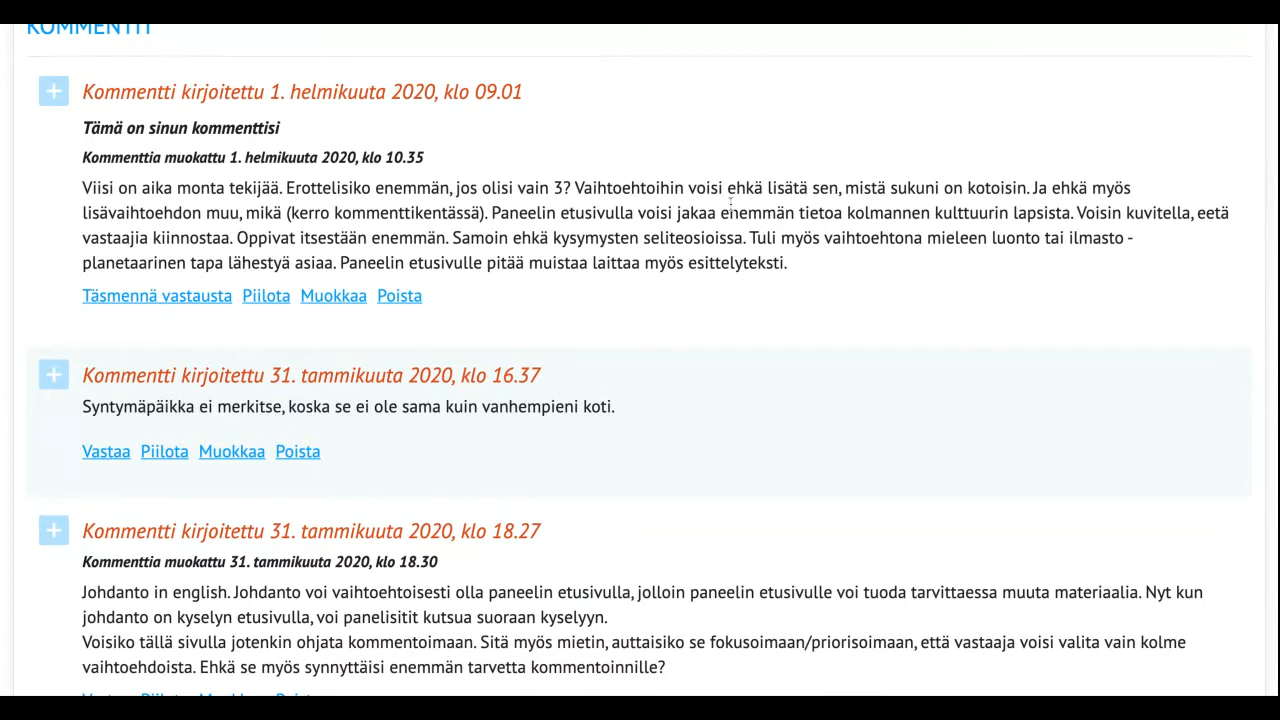 KOMMENTIT
Kommentti kirjoitettu 1. helmikuuta 2020, klo 09.01
Tämä on sinun kommenttisi
Kommenttia muokattu 1. helmikuuta 2020, klo 10.35
Viisi on aika monta tekijää. Erottelisiko enemmän, jos olisi vain 3? Vaihtoehtoihin voisi ehkä lisätä sen, mistä sukuni on kotoisin. Ja ehkä myös
lisävaihtoehdon muu, mikä (kerro kommenttikentässä). Paneelin etusivulla voisi jakaa enemmän tietoa kolmannen kulttuurin lapsista. Voisin kuvitella, eetä
vastaajia kiinnostaa. Oppivat itsestään enemmän. Samoin ehkä kysymysten seliteosioissa. Tuli myös vaihtoehtona mieleen luonto tai ilmasto -
planetaarinen tapa lähestyä asiaa. Paneelin etusivulle pitää muistaa laittaa myös esittelyteksti.
Täsmennä vastausta Piilota Muokkaa Poista
Kommentti kirjoitettu 31. tammikuuta 2020, klo 16.37
Syntymäpäikka ei merkitse, koska se ei ole sama kuin vanhempieni koti.
Vastaa Piilota Muokkaa Poista
Kommentti kirjoitettu 31. tammikuuta 2020, klo 18.27
Kommenttia muokattu 31. tammikuuta 2020, klo 18.30
Johdanto in english. Johdanto voi vaihtoehtoisesti olla paneelin etusivulla, jolloin paneelin etusivulle voi tuoda tarvittaessa muuta materiaalia. Nyt kun
johdanto on kyselyn etusivulla, voi panelisitit kutsua suoraan kyselyyn.
Voisiko tällä sivulla jotenkin ohjata kommentoimaan. Sitä myös mietin, auttaisiko se fokusoimaan/priorisoimaan, että vastaaja voisi valita vain kolme
vaihtoehdoista. Ehkä se myös synnyttäisi enemmän tarvetta kommentoinnille?
Vastaa Piilota Muokkaa Poista